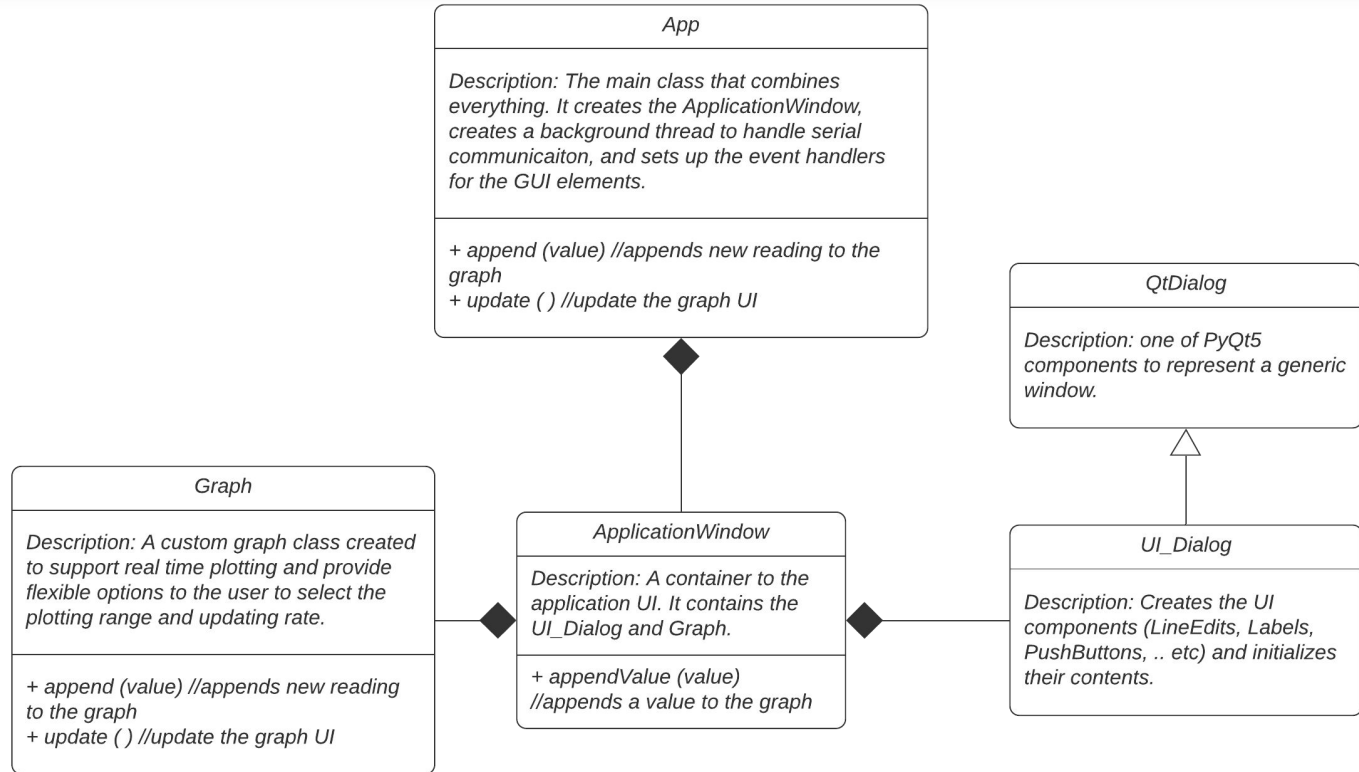 App
Description: The main class that combines
everything. It creates the ApplicationWindow,
creates a background thread to handle serial
communicaiton, and sets up the event handlers
for the GUI elements.
+ append (value) //appends new reading to the
graph
+ update ( ) //update the graph UI
QtDialog
Description: one of PyQt5
components to represent a generic
window.
Graph
Description: A custom graph class created
to support real time plotting and provide
flexible options to the user to select the
plotting range and updating rate.
+ append (value) //appends new reading
to the graph
+ update ( ) //update the graph UI
ApplicationWindow
Description: A container to the
application UI. It contains the
UI_Dialog and Graph.
+ appendValue (value)
//appends a value to the graph
UI_Dialog
Description: Creates the UI
components (LineEdits, Labels,
PushButtons, .. etc) and initializes
their contents.